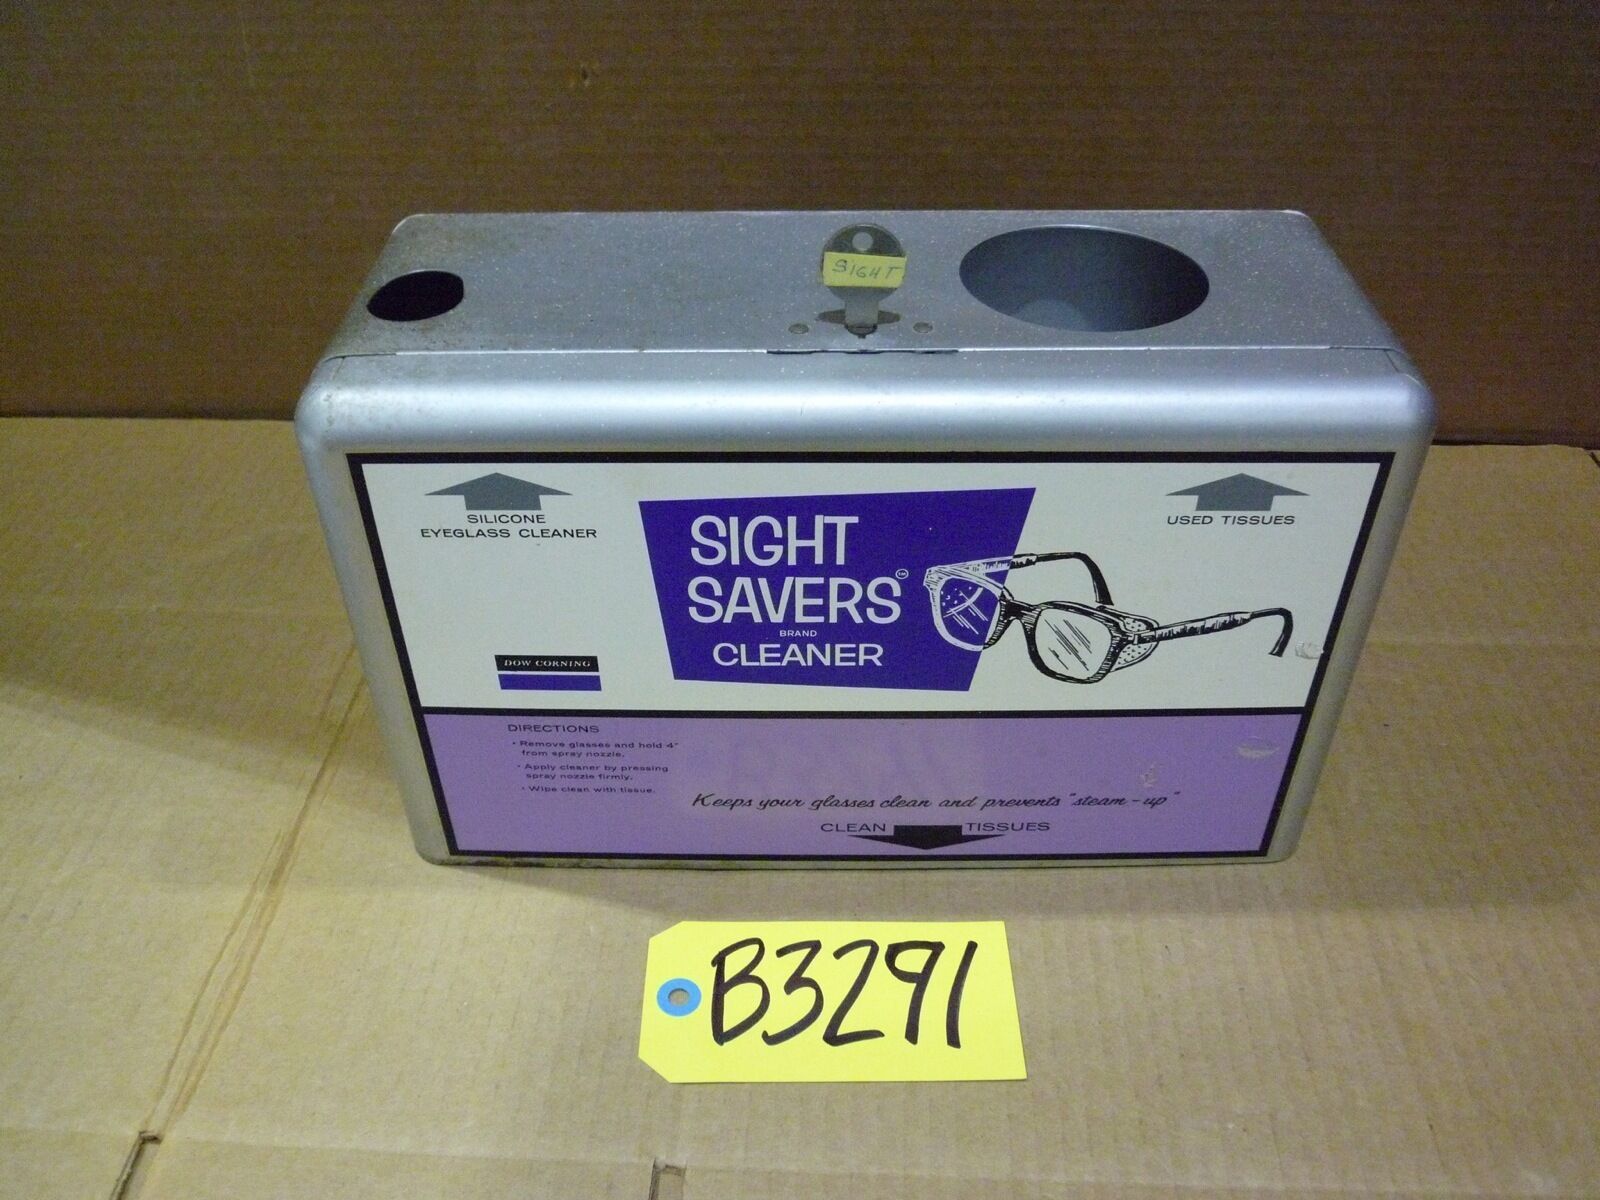 SIGHT
SILICONE
EYEGLASS CLEANER
SIGHT
SAVERS™
BRAND
CLEANER
USED TISSUES
DOW CORNING
DIRECTIONS
• Remove glasses and hold 4"
from spray nozzle.
• Apply cleaner by pressing
spray nozzle firmly.
• Wipe clean with tissue.
Keeps your glasses clean and prevents "steam-up"
CLEAN TISSUES
B3291